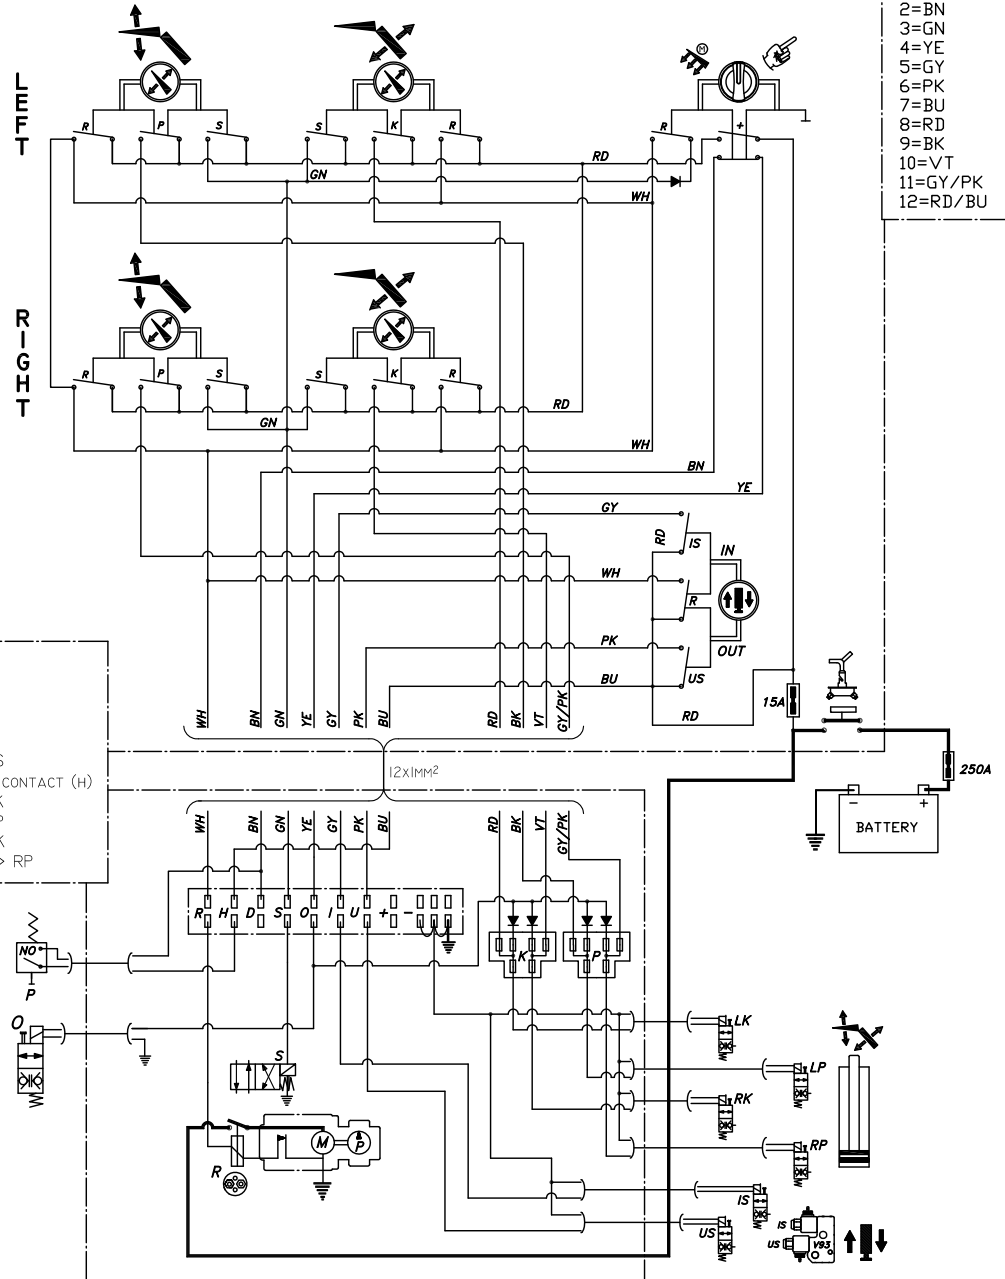 2=BN
3=GN
4=YE
5=GY
6=PK
7=BU
8=RD
9=BK
10=VT
11=GY/PK
12=RD/BU
LEFT
M
R P S
S K R
R +
RD
GN
WH
RIGHT
R P S
S K R
RD
GN
WH
BN
YE
GY
RD
IS
IN
WH
R
PK
OUT
BU
US
RD
15A
WH BN GN YE GY PK BU RD BK VT GY/PK
250A
12x1MM²
CONTACT (H)
RP
BATTERY
- +
WH BN GN YE GY PK BU RD BK VT GY/PK
R H D S O I U + -
K P
NO
P
O
S
LK
LP
RK
RP
M P
R
IS
US
IS
US
V93